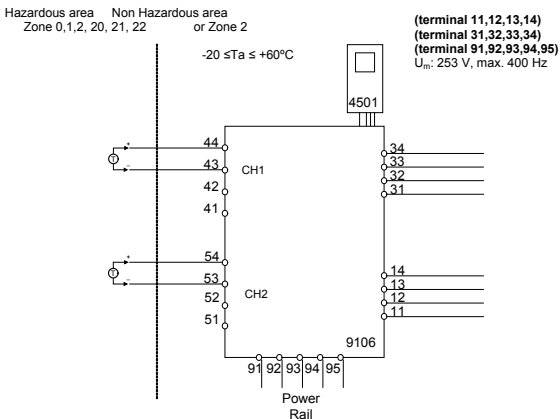 Hazardous area Non Hazardous area
Zone 0,1,2, 20, 21, 22 or Zone 2
-20 ≤Ta ≤ +60ºC
(terminal 11,12,13,14)
(terminal 31,32,33,34)
(terminal 91,92,93,94,95)
Um: 253 V, max. 400 Hz
4501
T
+
-
44
43
42
41
CH1
34
33
32
31
T
+
-
54
53
52
51
CH2
14
13
12
11
9106
91 92 93 94 95
Power
Rail